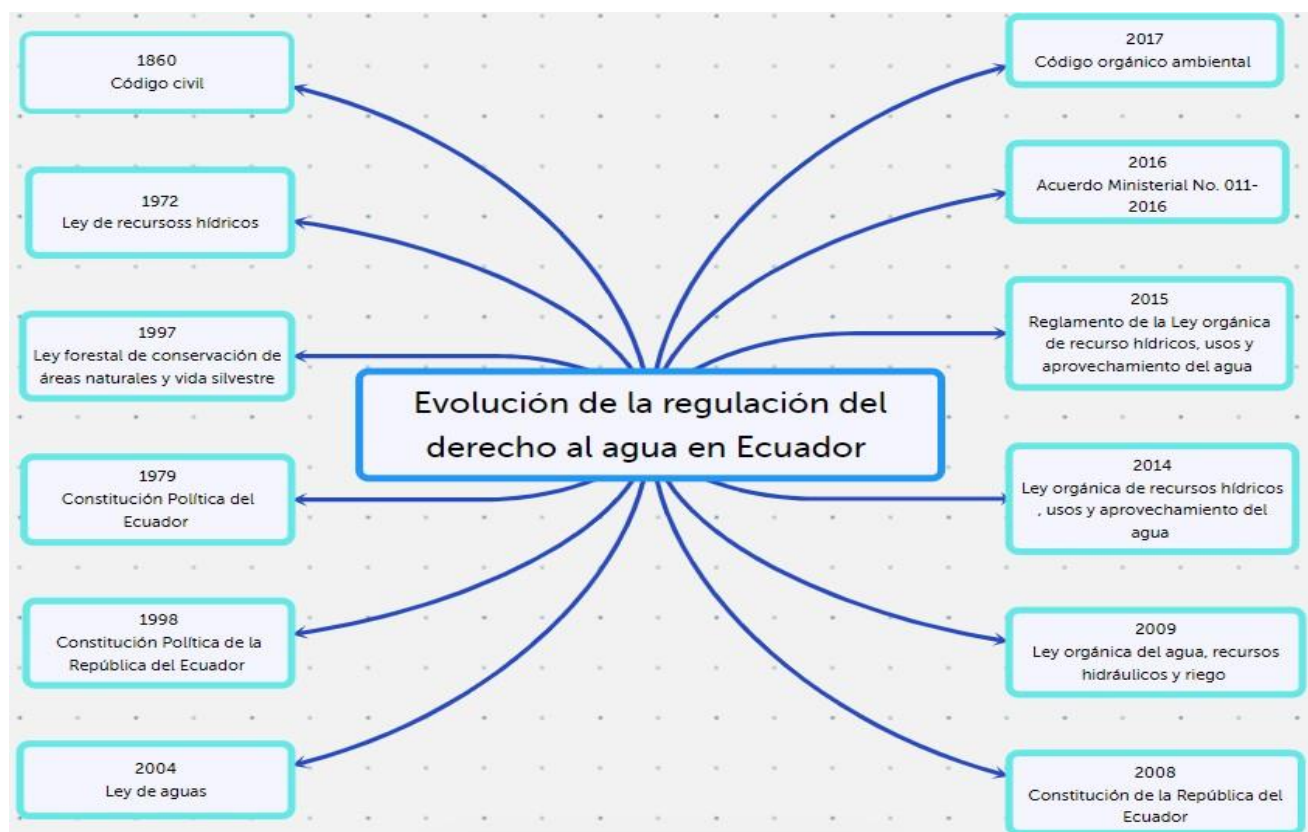 1860
Código civil
1972
Ley de recursoss hídricos
1997
Ley forestal de conservación de
áreas naturales y vida silvestre
1979
Constitución Política del
Ecuador
1998
Constitución Política de la
República del Ecuador
2004
Ley de aguas
Evolución de la regulación del
derecho al agua en Ecuador
2017
Código orgánico ambiental
2016
Acuerdo Ministerial No. 011-
2016
2015
Reglamento de la Ley orgánica
de recurso hídricos, usos y
aprovechamiento del agua
2014
Ley orgánica de recursos hídricos
, usos y aprovechamiento del
agua
2009
Ley orgánica del agua, recursos
hidráulicos y riego
2008
Constitución de la República del
Ecuador